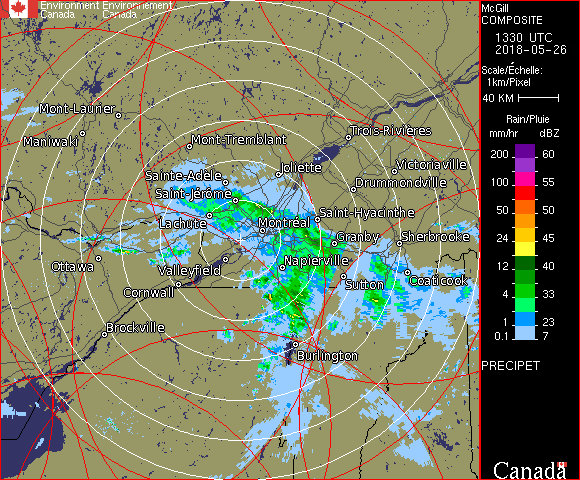 Environment Environnement
Canada Canada
McGill
COMPOSITE
1330 UTC
2018-05-26
Scale/Échelle:
1km/Pixel
40 KM
Rain/Pluie
mm/hr dBZ
200 60
100 55
50 50
24 45
12 40
4 33
1 23
0.1 7
PRECIPET
Canada
Mont-Laurier
Maniwaki
Mont-Tremblant
Trois-Rivières
Joliette
Victoriaville
Sainte-Adèle
Drummondville
Saint-Jérôme
Saint-Hyacinthe
Lachute
Montréal
Granby
Sherbrooke
Ottawa
Valleyfield
Napierville
Cornwall
Sutton
Coaticook
Brockville
Burlington